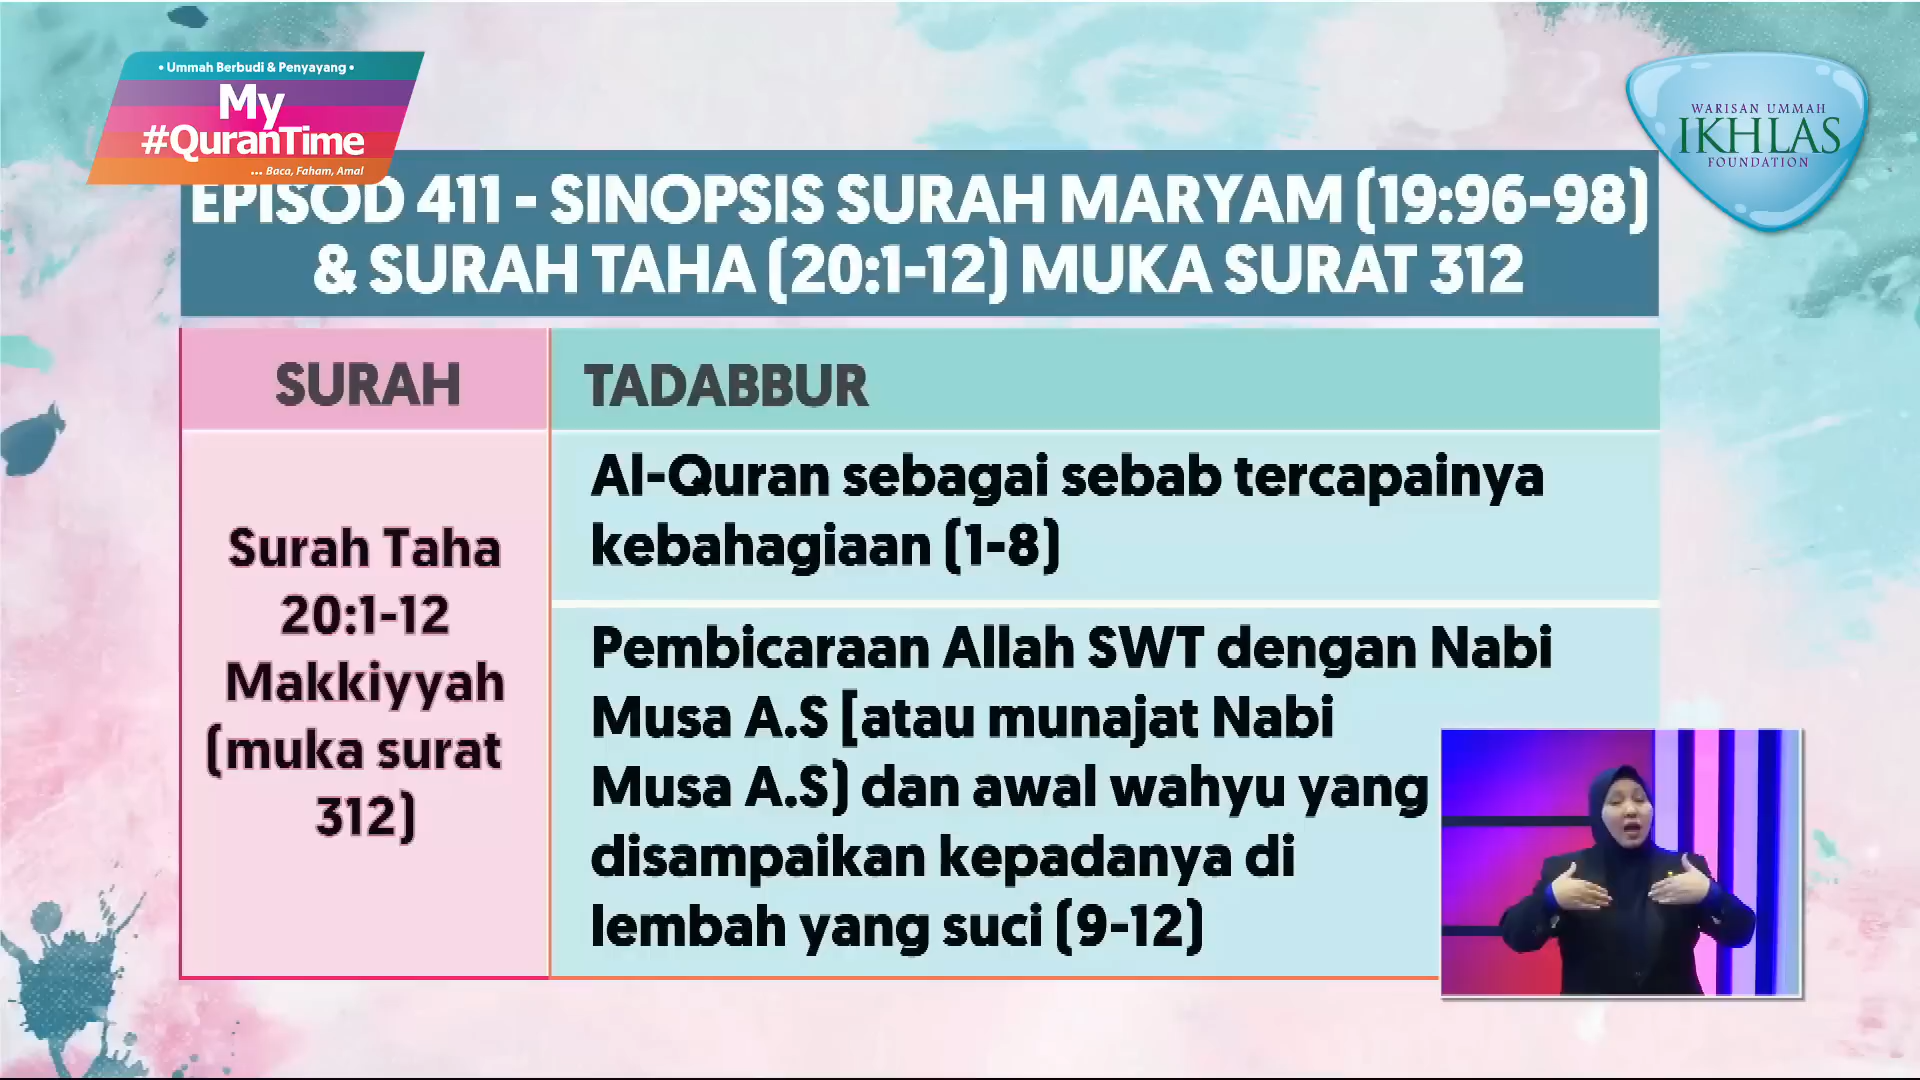 • Ummah Berbudi & Penyayang •
My
#QuranTime
... Baca, Faham, Amal
WARISAN UMMAH
IKHLAS
FOUNDATION
EPISOD 411 - SINOPSIS SURAH MARYAM (19:96-98)
& SURAH TAHA (20:1-12) MUKA SURAT 312
SURAH
TADABBUR
Surah Taha
20:1-12
Makkiyyah
(muka surat
312)
Al-Quran sebagai sebab tercapainya
kebahagiaan (1-8)
Pembicaraan Allah SWT dengan Nabi
Musa A.S [atau munajat Nabi
Musa A.S) dan awal wahyu yang
disampaikan kepadanya di
lembah yang suci (9-12)